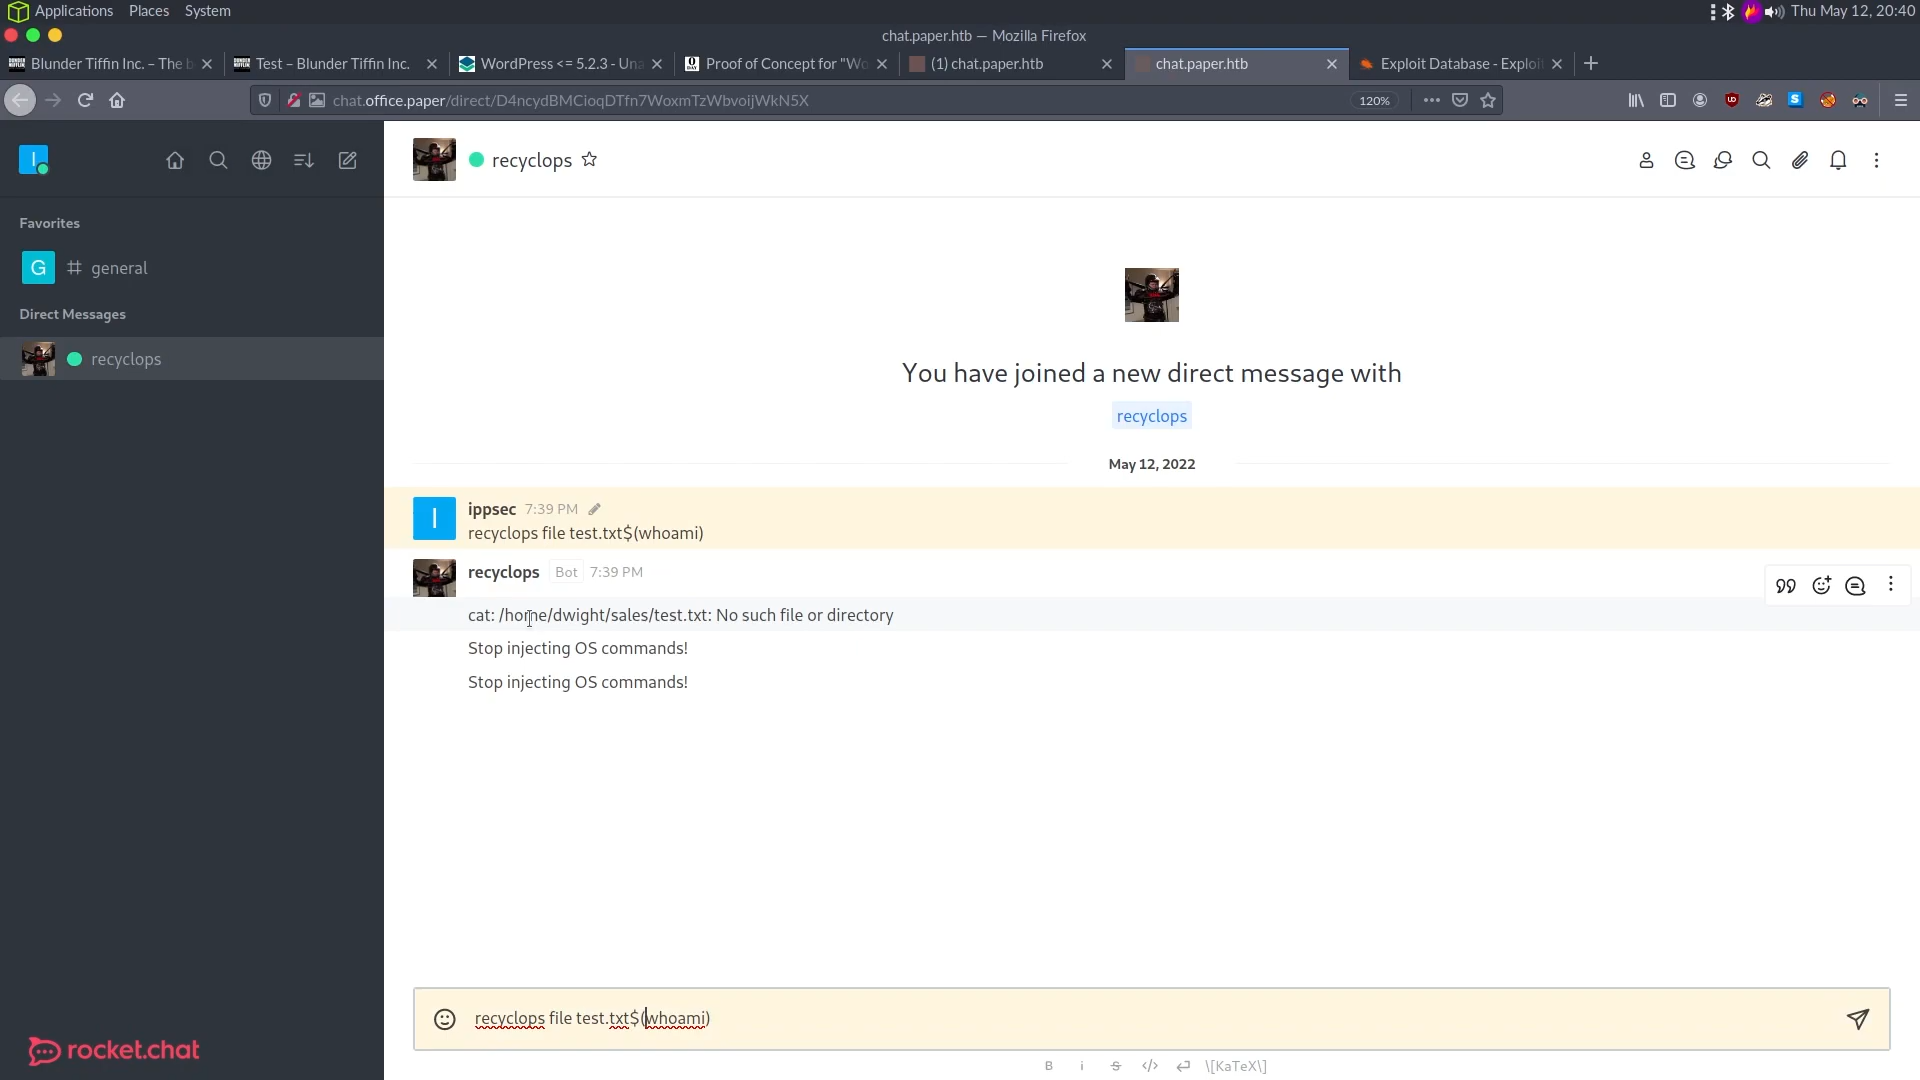 Applications Places System
Thu May 12, 20:40
chat.paper.htb — Mozilla Firefox
Blunder Tiffin Inc. – The b
Test – Blunder Tiffin Inc.
WordPress <= 5.2.3 - Una
Proof of Concept for "Wo
(1) chat.paper.htb
chat.paper.htb
Exploit Database - Exploi
chat.office.paper/direct/D4ncydBMCioqDTfn7WoxmTzWbvoijWkN5X
120%
I
recyclops
Favorites
G general
Direct Messages
recyclops
You have joined a new direct message with
recyclops
May 12, 2022
I
ippsec 7:39 PM
recyclops file test.txt$(whoami)
recyclops Bot 7:39 PM
cat: /home/dwight/sales/test.txt: No such file or directory
Stop injecting OS commands!
Stop injecting OS commands!
recyclops file test.txt$(whoami)
B i S </> \[KaTeX\]
rocket.chat